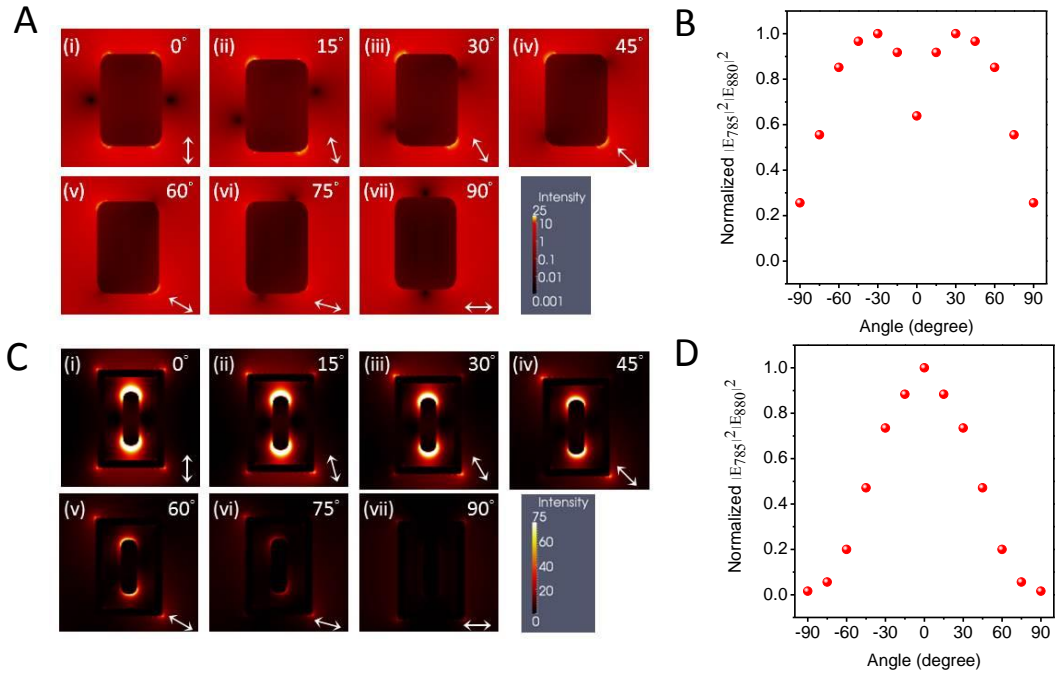 A
(i) 0°
(ii) 15°
(iii) 30°
(iv) 45°
(v) 60°
(vi) 75°
(vii) 90°
Intensity
25
10
1
0.1
0.01
0.001
B
Normalized |E785|²|E880|²
1.0
0.8
0.6
0.4
0.2
0.0
-90 -60 -30 0 30 60 90
Angle (degree)
C
(i) 0°
(ii) 15°
(iii) 30°
(iv) 45°
(v) 60°
(vi) 75°
(vii) 90°
Intensity
75
60
40
20
0
D
Normalized |E785|²|E880|²
1.0
0.8
0.6
0.4
0.2
0.0
-90 -60 -30 0 30 60 90
Angle (degree)